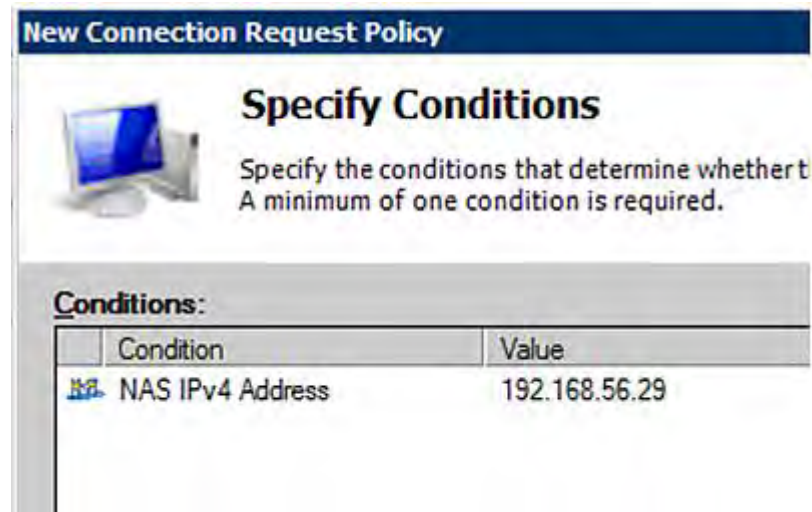 New Connection Request Policy
Specify Conditions
Specify the conditions that determine whether
A minimum of one condition is required.
Conditions:
Condition Value
NAS IPv4 Address 192.168.56.29